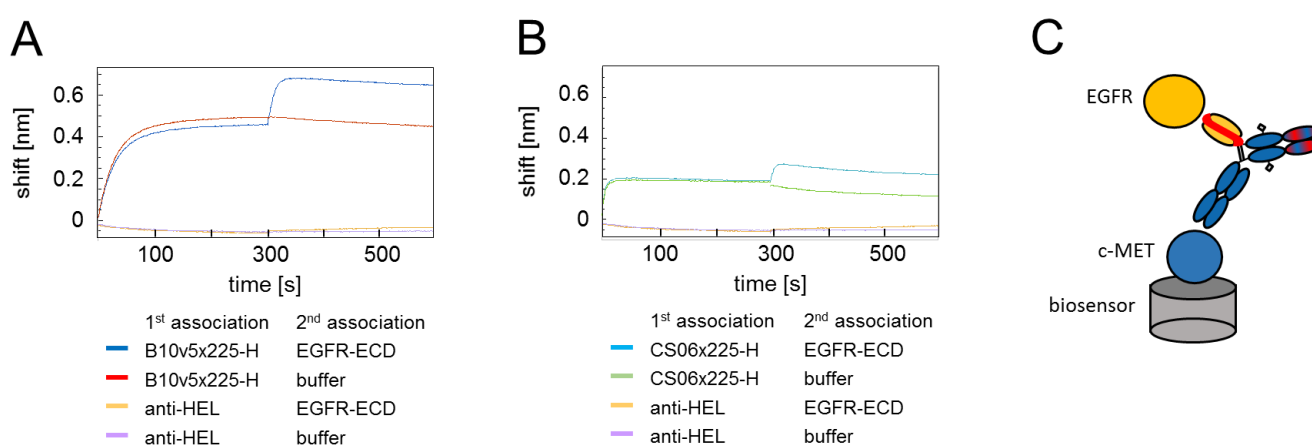 A
0.6
0.4
0.2
0
shift [nm]
100
300
500
time [s]
1st association 2nd association
B10v5x225-H EGFR-ECD
B10v5x225-H buffer
anti-HEL EGFR-ECD
anti-HEL buffer
B
0.6
0.4
0.2
0
shift [nm]
100
300
500
time [s]
1st association 2nd association
CS06x225-H EGFR-ECD
CS06x225-H buffer
anti-HEL EGFR-ECD
anti-HEL buffer
C
EGFR
c-MET
biosensor